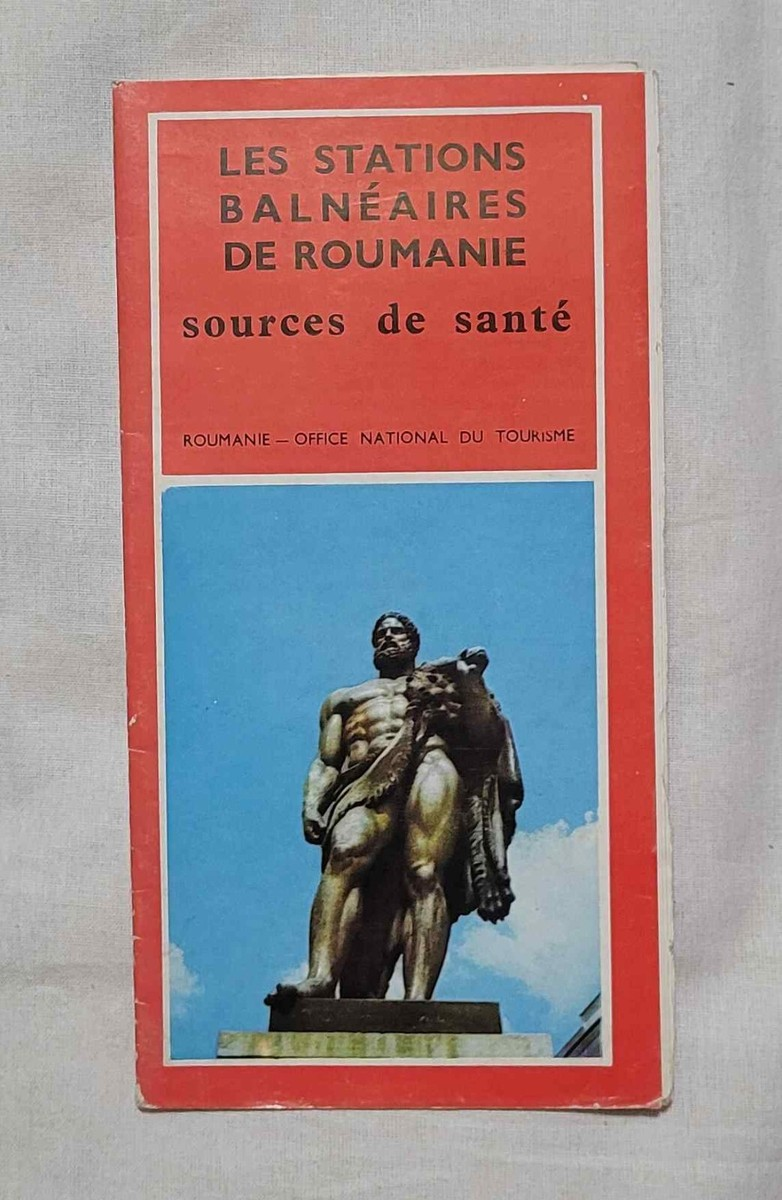 LES STATIONS
BALNÉAIRES
DE ROUMANIE
sources de santé
ROUMANIE — OFFICE NATIONAL DU TOURISME